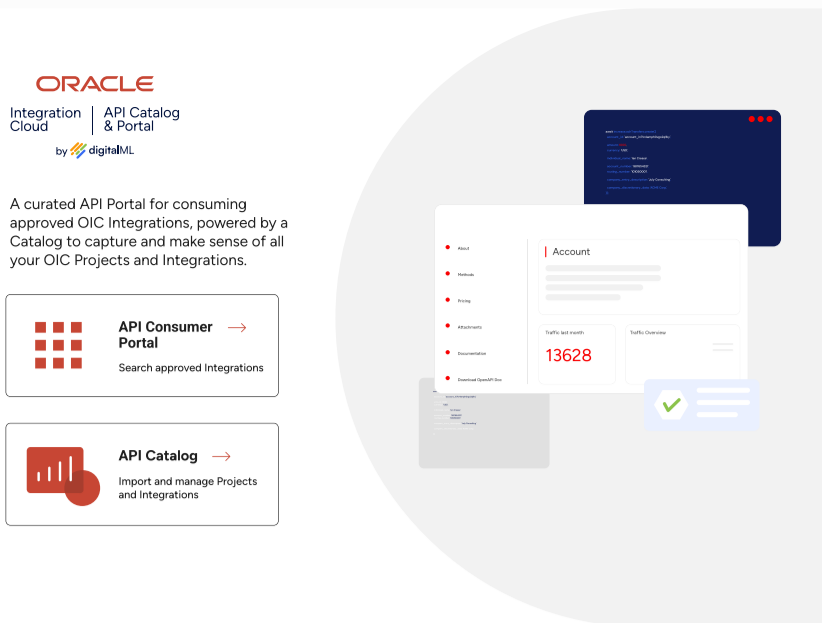 ORACLE
Integration Cloud
API Catalog & Portal
by digitalML
A curated API Portal for consuming
approved OIC Integrations, powered by a
Catalog to capture and make sense of all
your OIC Projects and Integrations.
API Consumer
Portal
Search approved Integrations
API Catalog
Import and manage Projects
and Integrations
About
Methods
Pricing
Attachments
Documentation
Download OpenAPI Doc
Account
Traffic last month
13628
Traffic Overview